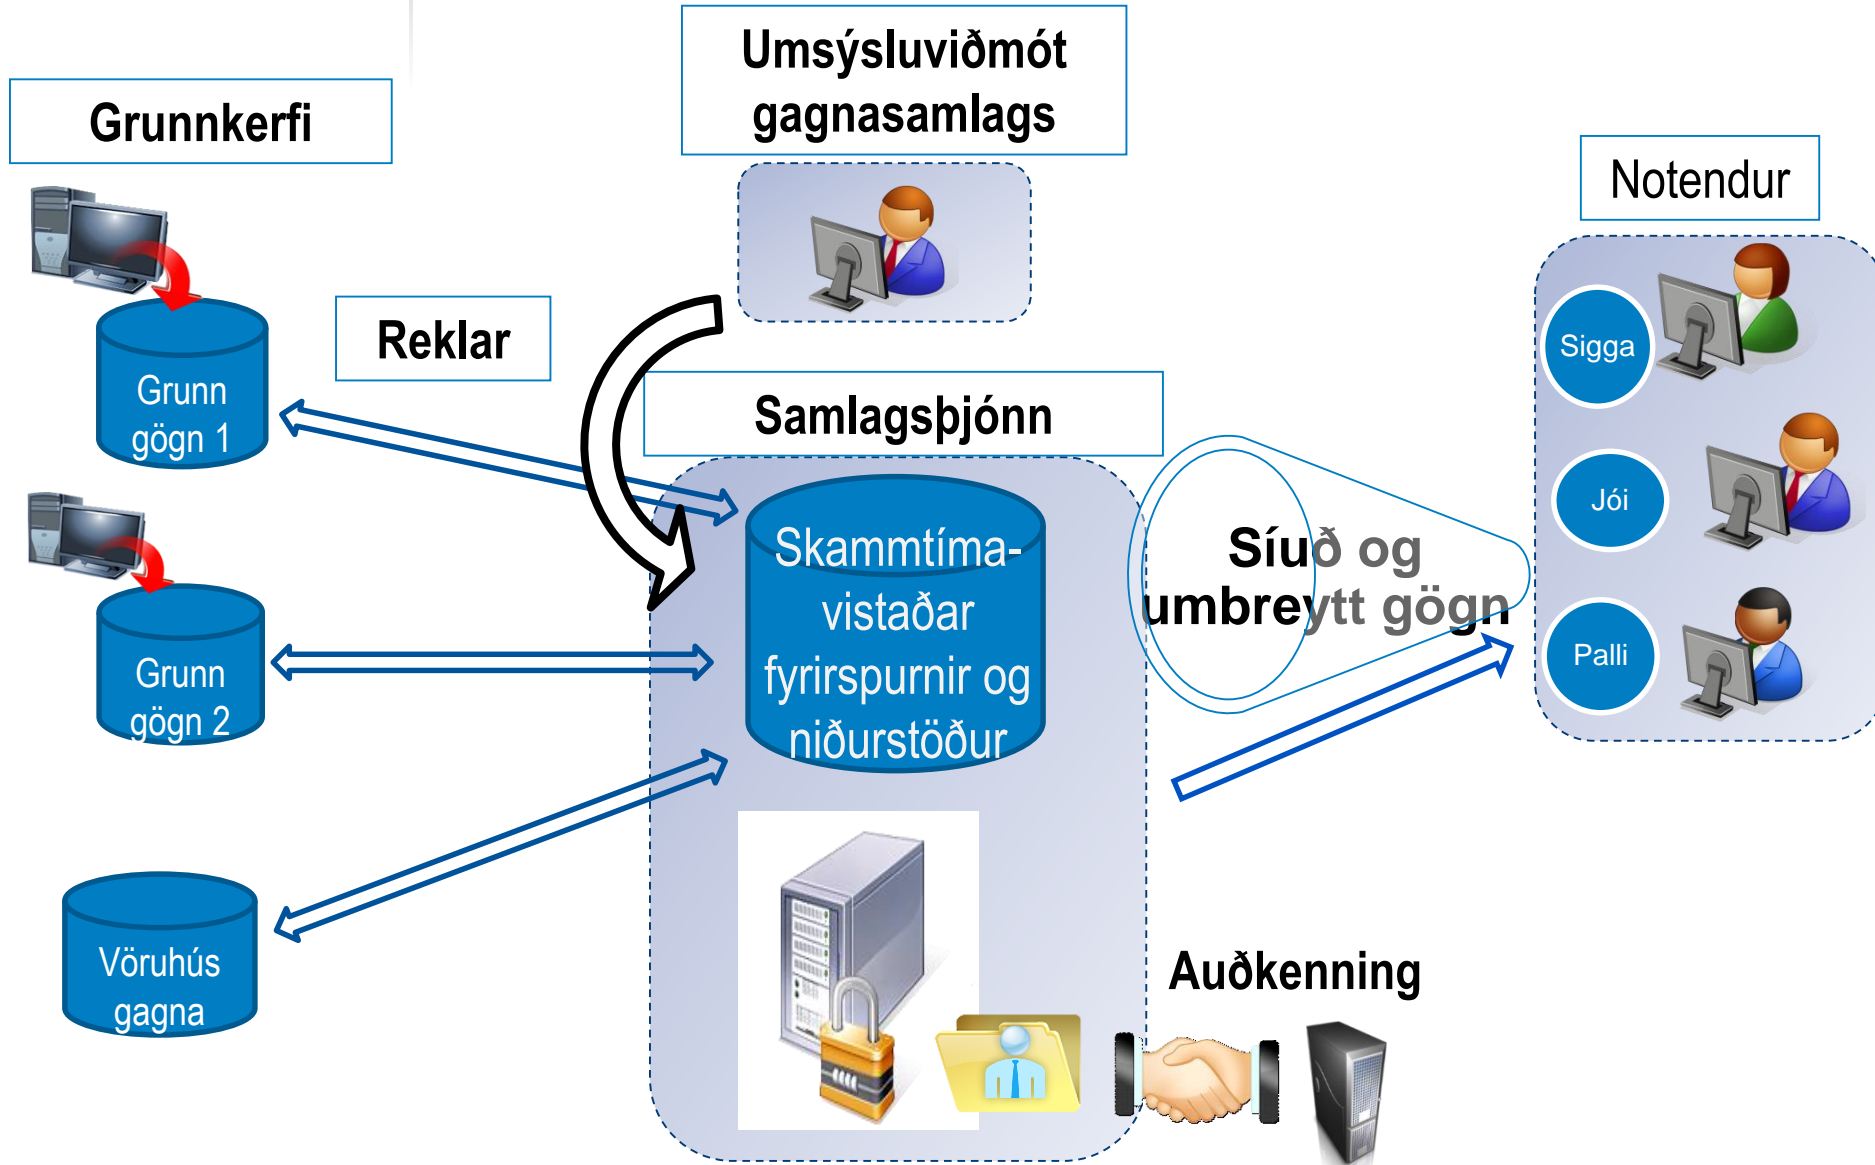 Umsýsluviðmót
gagnasamlags
Grunnkerfi
Notendur
Reklar
Sigga
Grunn
gögn 1
Samlagsþjónn
Jói
Skammtíma-
vistaðar
fyrirspurnir og
niðurstöður
Síuð og
umbreytt gögn
Palli
Grunn
gögn 2
Vöruhús
gagna
Auðkenning